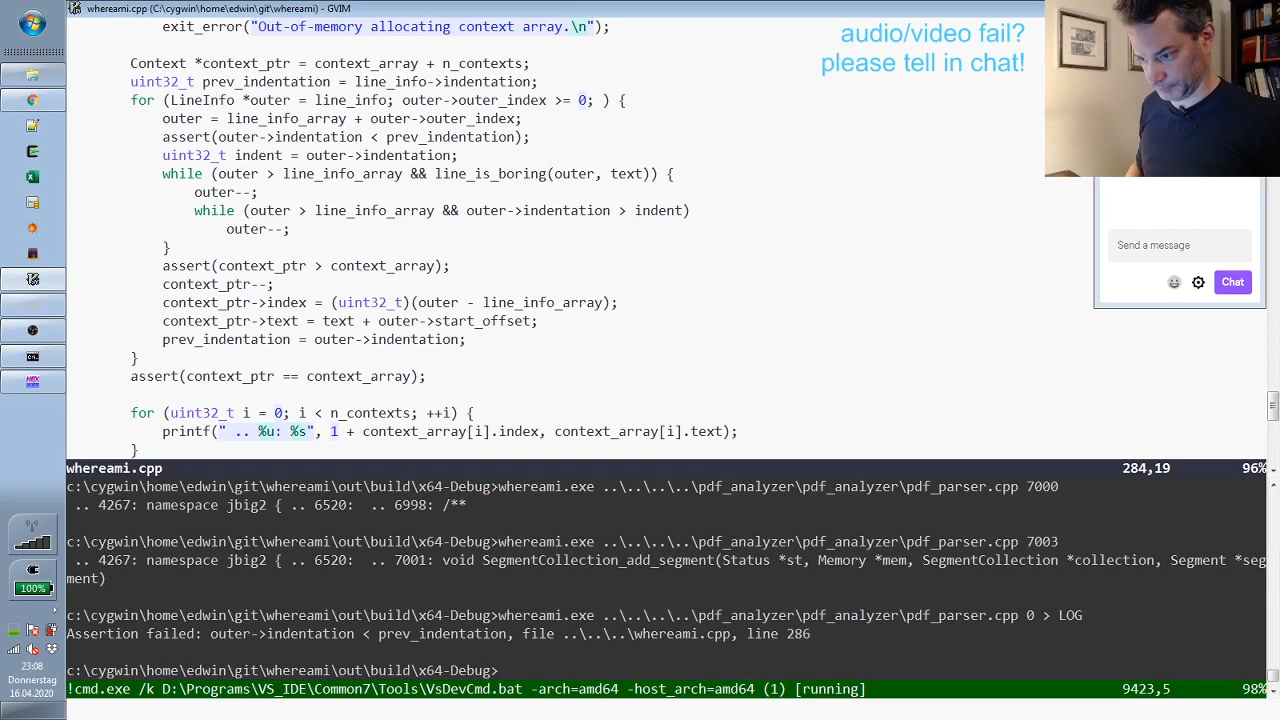 whereami.cpp (C:\cygwin\home\edwin\git\whereami) - GVIM
audio/video fail?
please tell in chat!
exit_error("Out-of-memory allocating context array.\n");
Context *context_ptr = context_array + n_contexts;
uint32_t prev_indentation = line_info->indentation;
for (LineInfo *outer = line_info; outer->outer_index >= 0; ) {
outer = line_info_array + outer->outer_index;
assert(outer->indentation < prev_indentation);
uint32_t indent = outer->indentation;
while (outer > line_info_array && line_is_boring(outer, text)) {
outer--;
while (outer > line_info_array && outer->indentation > indent)
outer--;
}
assert(context_ptr > context_array);
context_ptr--;
context_ptr->index = (uint32_t)(outer - line_info_array);
context_ptr->text = text + outer->start_offset;
prev_indentation = outer->indentation;
}
assert(context_ptr == context_array);
for (uint32_t i = 0; i < n_contexts; ++i) {
printf(" .. %u: %s", 1 + context_array[i].index, context_array[i].text);
}
Send a message
Chat
whereami.cpp 284,19 96%
c:\cygwin\home\edwin\git\whereami\out\build\x64-Debug>whereami.exe ..\..\..\..\pdf_analyzer\pdf_analyzer\pdf_parser.cpp 7000
.. 4267: namespace jbig2 { .. 6520: .. 6998: /**
c:\cygwin\home\edwin\git\whereami\out\build\x64-Debug>whereami.exe ..\..\..\..\pdf_analyzer\pdf_analyzer\pdf_parser.cpp 7003
.. 4267: namespace jbig2 { .. 6520: .. 7001: void SegmentCollection_add_segment(Status *st, Memory *mem, SegmentCollection *collection, Segment *seg
ment)
c:\cygwin\home\edwin\git\whereami\out\build\x64-Debug>whereami.exe ..\..\..\..\pdf_analyzer\pdf_analyzer\pdf_parser.cpp 0 > LOG
Assertion failed: outer->indentation < prev_indentation, file ..\..\..\whereami.cpp, line 286
c:\cygwin\home\edwin\git\whereami\out\build\x64-Debug>
!cmd.exe /k D:\Programs\VS_IDE\Common7\Tools\VsDevCmd.bat -arch=amd64 -host_arch=amd64 (1) [running] 9423,5 98%
100%
23:08
Donnerstag
16.04.2020